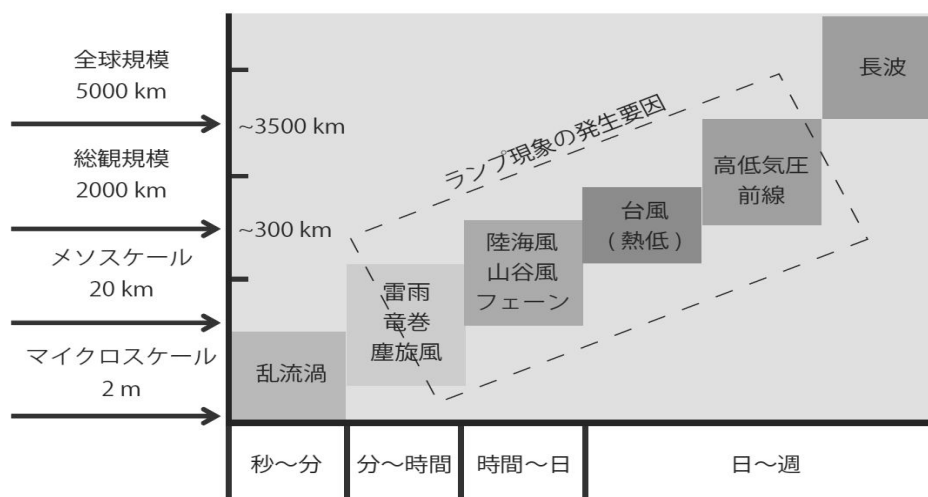 全球規模
5000 km
~3500 km
総観規模
2000 km
~300 km
メソスケール
20 km
マイクロスケール
2 m
ランプ現象の発生要因
長波
高低気圧
前線
台風
( 熱低 )
陸海風
山谷風
フェーン
雷雨
竜巻
塵旋風
乱流渦
秒〜分
分〜時間
時間〜日
日〜週